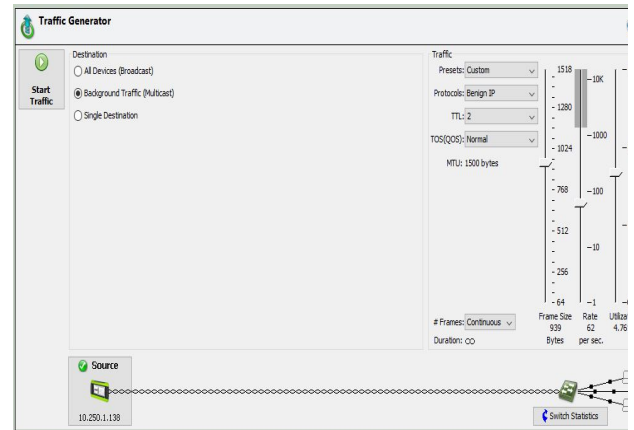 Traffic Generator
Start
Traffic
Destination
All Devices (Broadcast)
Background Traffic (Multicast)
Single Destination
Traffic
Presets: Custom
Protocols: Benign IP
TTL: 2
TOS(QOS): Normal
MTU: 1500 bytes
# Frames: Continuous
Duration: ∞
1518
1280
1024
768
512
256
64
Frame Size
939
Bytes
10K
1000
100
10
1
Rate
62
per sec.
Utiliza
4.76
Source
10.250.1.138
Switch Statistics